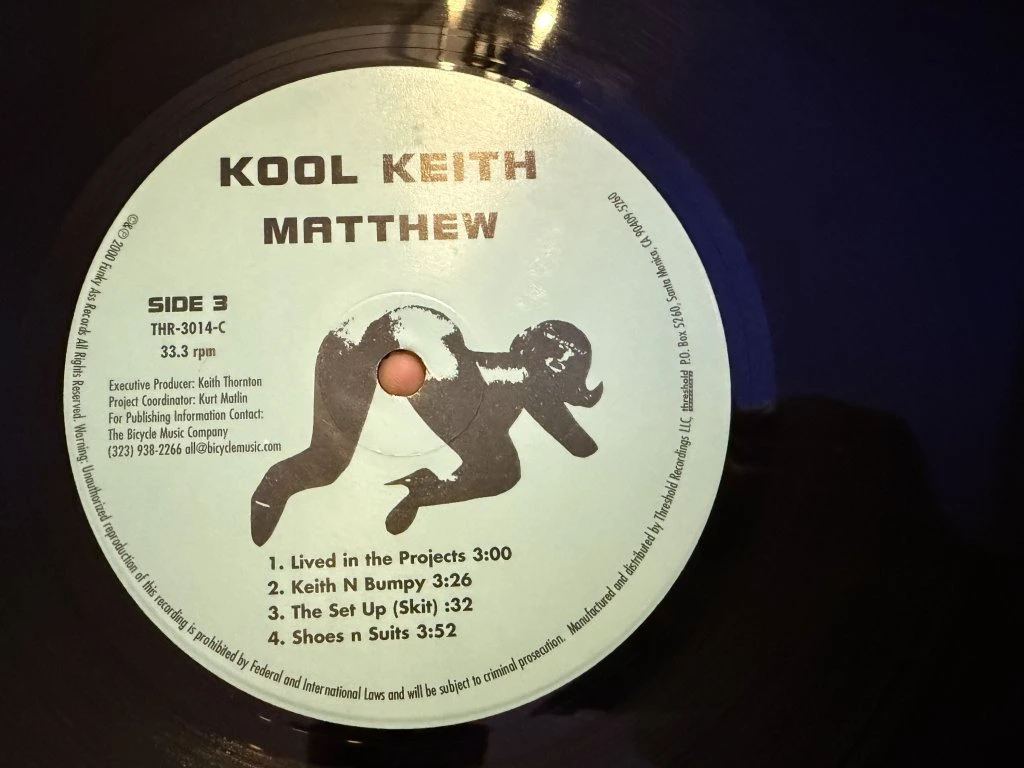 KOOL KEITH
MATTHEW
SIDE 3
THR-3014-C
33.3 rpm
Executive Producer: Keith Thornton
Project Coordinator: Kurt Matlin
For Publishing Information Contact:
The Bicycle Music Company
(323) 938-2266 all@bicyclemusic.com
1. Lived in the Projects 3:00
2. Keith N Bumpy 3:26
3. The Set Up (Skit) :32
4. Shoes n Suits 3:52
©&℗ 2000 Funky Ass Records All Rights Reserved. Warning: Unauthorized reproduction of this recording is prohibited by Federal and International Laws and will be subject to criminal prosecution. Manufactured and distributed by Threshold Recordings LLC, threshold P.O. Box 5260, Santa Monica, CA 90409-5260